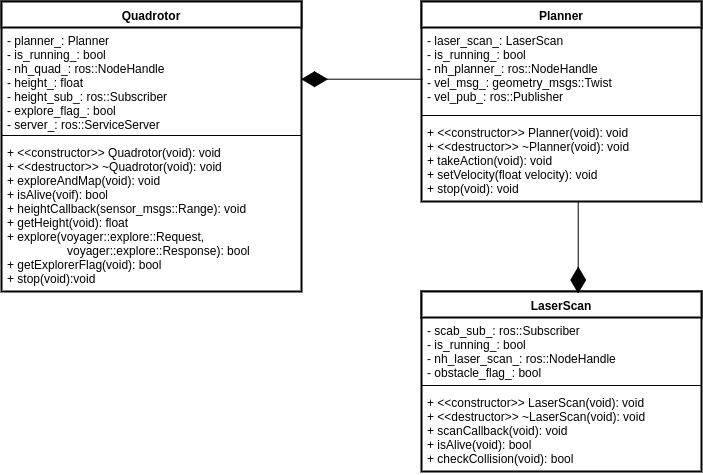 Quadrotor
- planner_: Planner
- is_running_: bool
- nh_quad_: ros::NodeHandle
- height_: float
- height_sub_: ros::Subscriber
- explore_flag_: bool
- server_: ros::ServiceServer
+ <<constructor>> Quadrotor(void): void
+ <<destructor>> ~Quadrotor(void): void
+ exploreAndMap(void): void
+ isAlive(voif): bool
+ heightCallback(sensor_msgs::Range): void
+ getHeight(void): float
+ explore(voyager::explore::Request,
voyager::explore::Response): bool
+ getExplorerFlag(void): bool
+ stop(void):void
Planner
- laser_scan_: LaserScan
- is_running_: bool
- nh_planner_: ros::NodeHandle
- vel_msg_: geometry_msgs::Twist
- vel_pub_: ros::Publisher
+ <<constructor>> Planner(void): void
+ <<destructor>> ~Planner(void): void
+ takeAction(void): void
+ setVelocity(float velocity): void
+ stop(void): void
LaserScan
- scab_sub_: ros::Subscriber
- is_running_: bool
- nh_laser_scan_: ros::NodeHandle
- obstacle_flag_: bool
+ <<constructor>> LaserScan(void): void
+ <<destructor>> ~LaserScan(void): void
+ scanCallback(void): void
+ isAlive(void): bool
+ checkCollision(void): bool